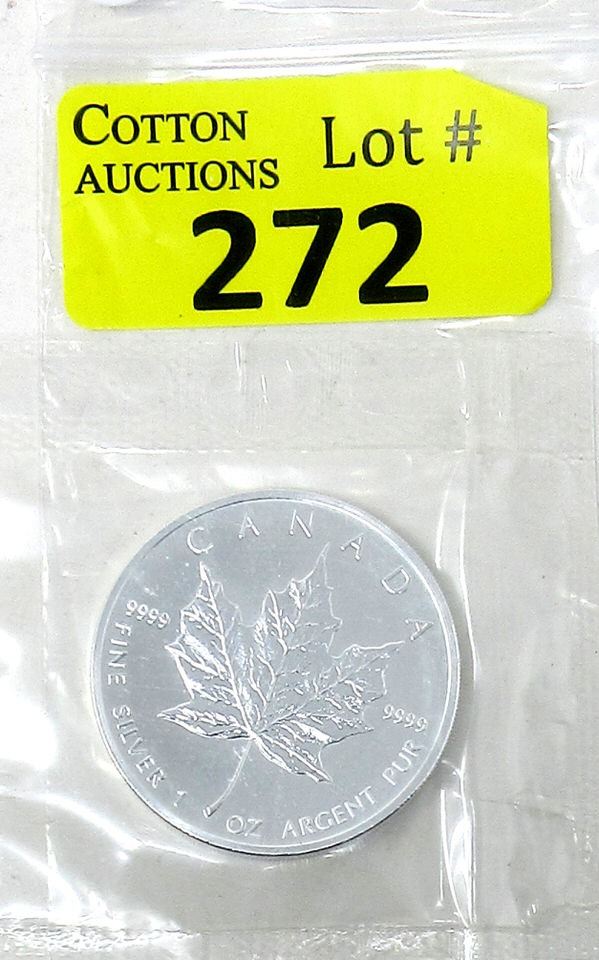 COTTON
AUCTIONS
Lot #
272
CANADA
9999
9999
FINE SILVER 1 OZ ARGENT PUR